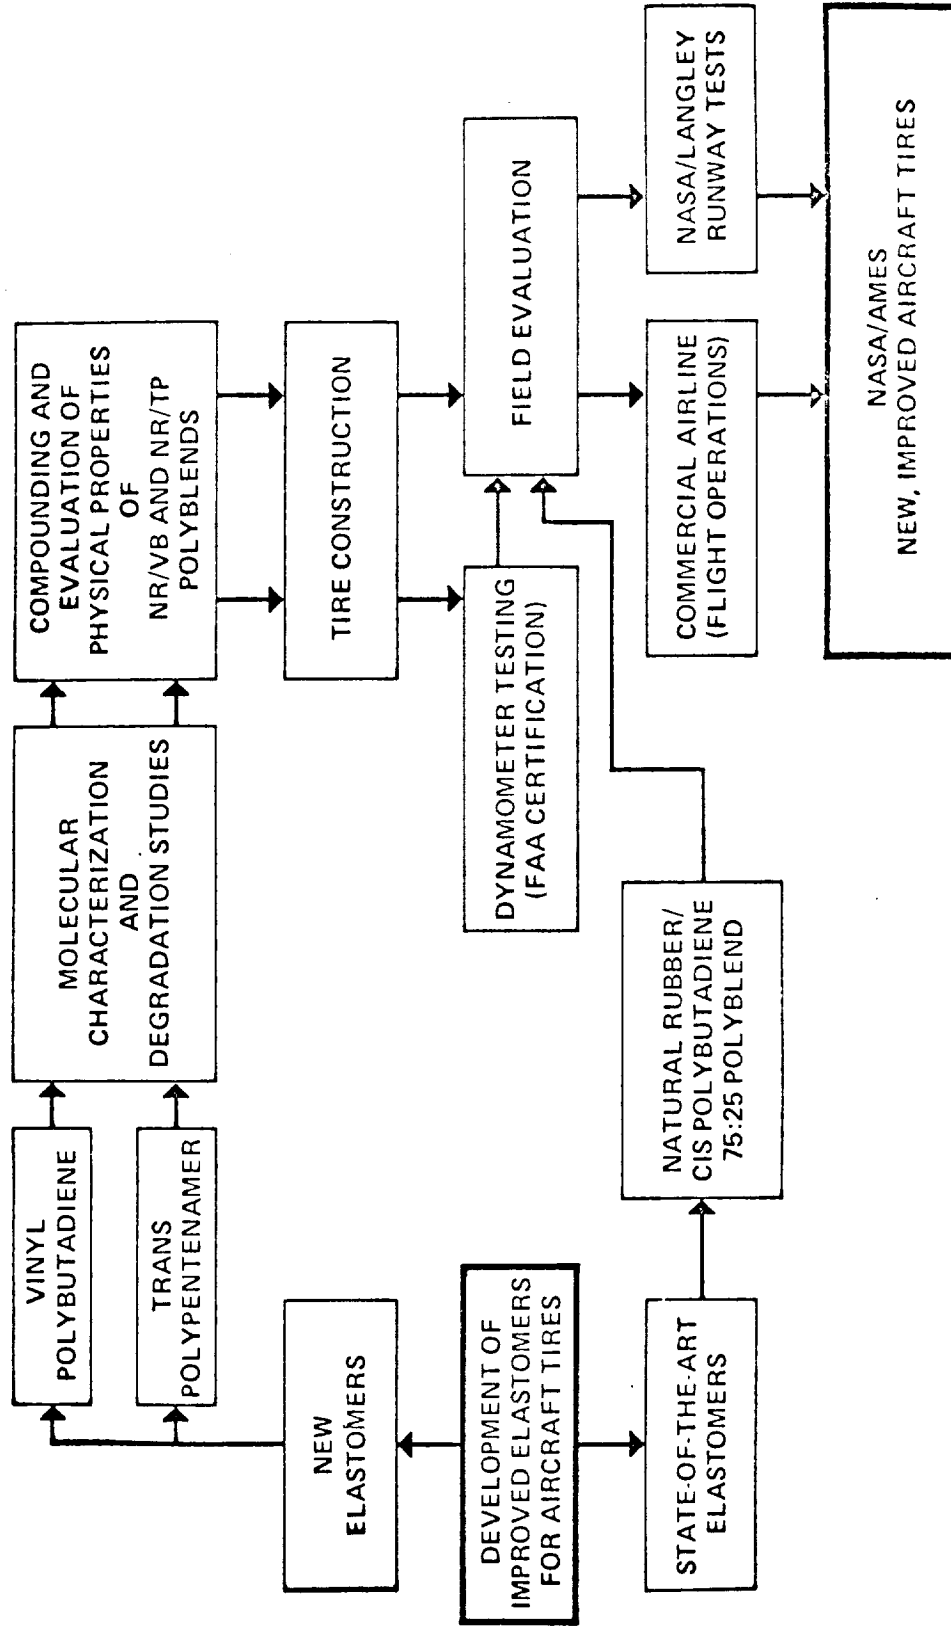 VINYL
POLYBUTADIENE
TRANS
POLYPENTENAMER
MOLECULAR
CHARACTERIZATION
AND
DEGRADATION STUDIES
COMPOUNDING AND
EVALUATION OF
PHYSICAL PROPERTIES
OF
NR/VB AND NR/TP
POLYBLENDS
NEW
ELASTOMERS
TIRE CONSTRUCTION
DEVELOPMENT OF
IMPROVED ELASTOMERS
FOR AIRCRAFT TIRES
DYNAMOMETER TESTING
(FAA CERTIFICATION)
FIELD EVALUATION
STATE-OF-THE-ART
ELASTOMERS
NATURAL RUBBER/
CIS POLYBUTADIENE
75:25 POLYBLEND
COMMERCIAL AIRLINE
(FLIGHT OPERATIONS)
NASA/LANGLEY
RUNWAY TESTS
NASA/AMES
NEW, IMPROVED AIRCRAFT TIRES